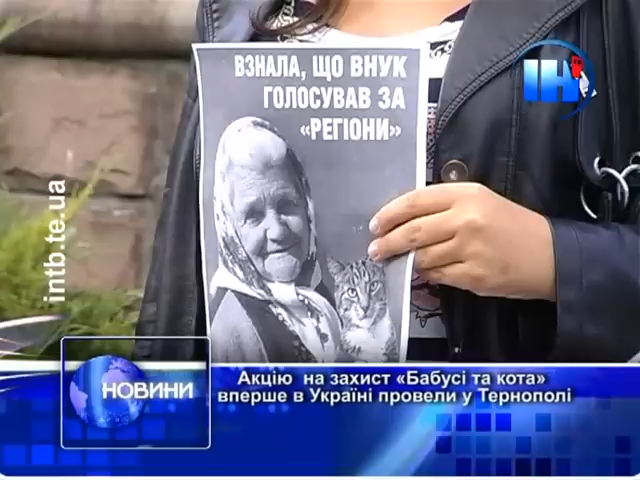 ВЗНАЛА, ЩО ВНУК
ГОЛОСУВАВ ЗА
«РЕГІОНИ»
ІН
intb.te.ua
НОВИНИ
Акцію на захист «Бабусі та кота»
вперше в Україні провели у Тернополі